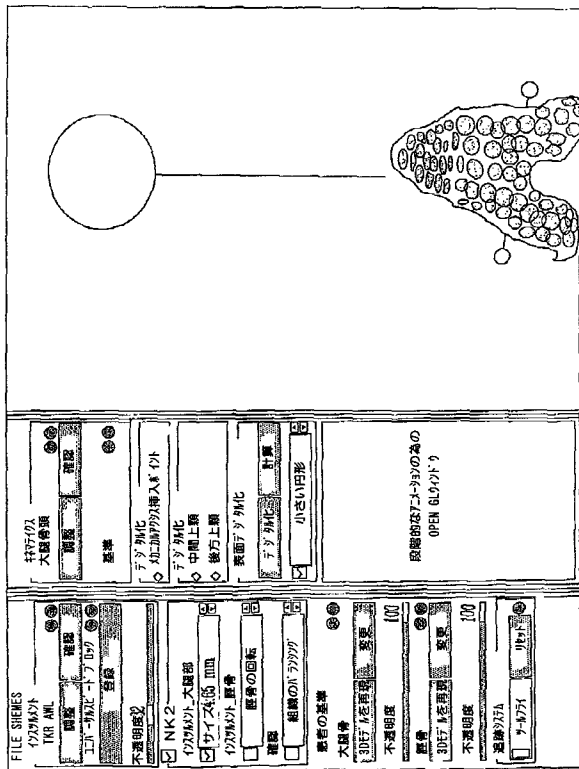 FILE SHEMES
インスツルメント
TKR AWL
調整 確認
ユニバーサルスピードブロック
登録
不透明度
NK2
インスツルメント_大腿部
サイズ4.65 mm
インスツルメント_脛骨
脛骨の回転
確認
組織のバランシング
患者の基準
大腿骨
3Dモデルを再現 変更
不透明度 100
脛骨
3Dモデルを再現 変更
不透明度 100
追跡システム
ツールフライ リセット
キネマティクス
大腿骨頭
調整 確認
基準
デジタル化
メカニカルアクシス挿入ポイント
デジタル化
中間上顆
後方上顆
表面デジタル化
デジタル化 計算
小さい円形
段階的なアニメーションの為の
OPEN GLウィンドウ